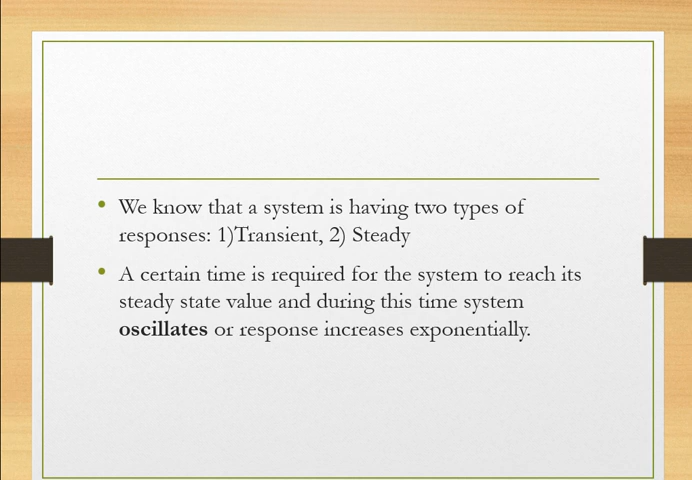 • We know that a system is having two types of
responses: 1)Transient, 2) Steady
• A certain time is required for the system to reach its
steady state value and during this time system
oscillates or response increases exponentially.